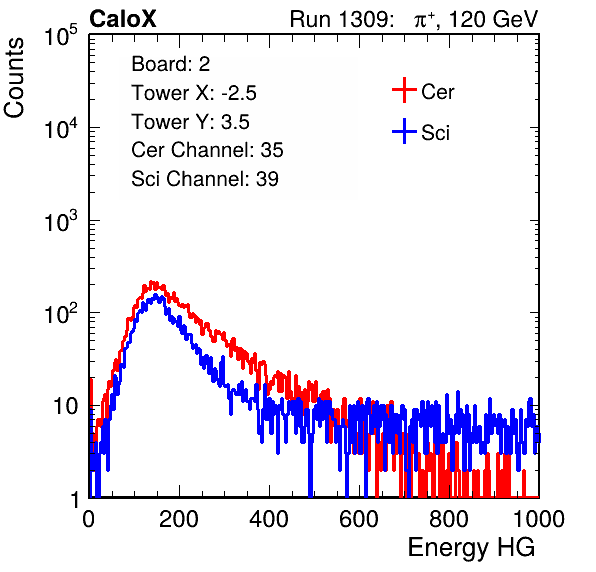 CaloX Run 1309: π⁺, 120 GeV
Counts
Board: 2
Tower X: -2.5
Tower Y: 3.5
Cer Channel: 35
Sci Channel: 39
Cer
Sci
10⁵
10⁴
10³
10²
10
1
0 200 400 600 800 1000
Energy HG